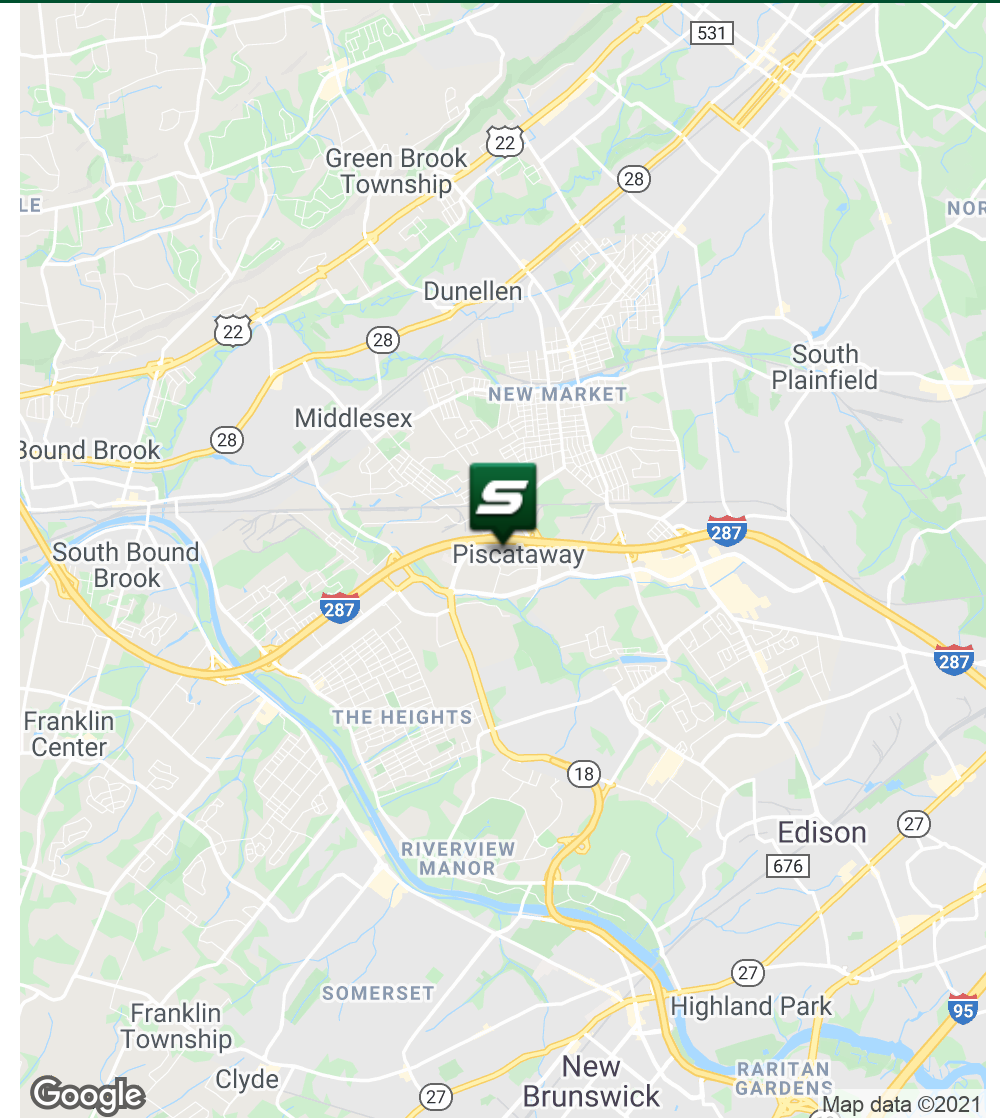 531
22
Green Brook
Township
28
LE
NOR
Dunellen
22
28
South
Plainfield
NEW MARKET
Middlesex
28
Bound Brook
S
287
South Bound
Brook
Piscataway
287
287
Franklin
Center
THE HEIGHTS
18
27
Edison
RIVERVIEW
MANOR
676
27
SOMERSET
Highland Park
95
Franklin
Township
New
Brunswick
RARITAN
GARDENS
Clyde
27
Google
Map data ©2021